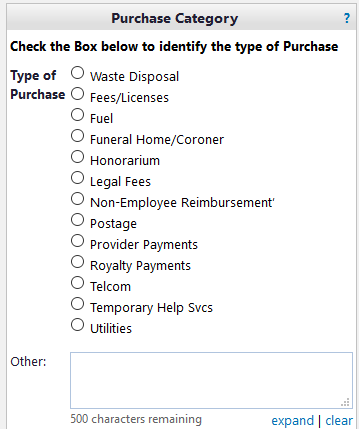 Purchase Category ?
Check the Box below to identify the type of Purchase
Type of Purchase
Waste Disposal
Fees/Licenses
Fuel
Funeral Home/Coroner
Honorarium
Legal Fees
Non-Employee Reimbursement'
Postage
Provider Payments
Royalty Payments
Telcom
Temporary Help Svcs
Utilities
Other:
500 characters remaining
expand | clear